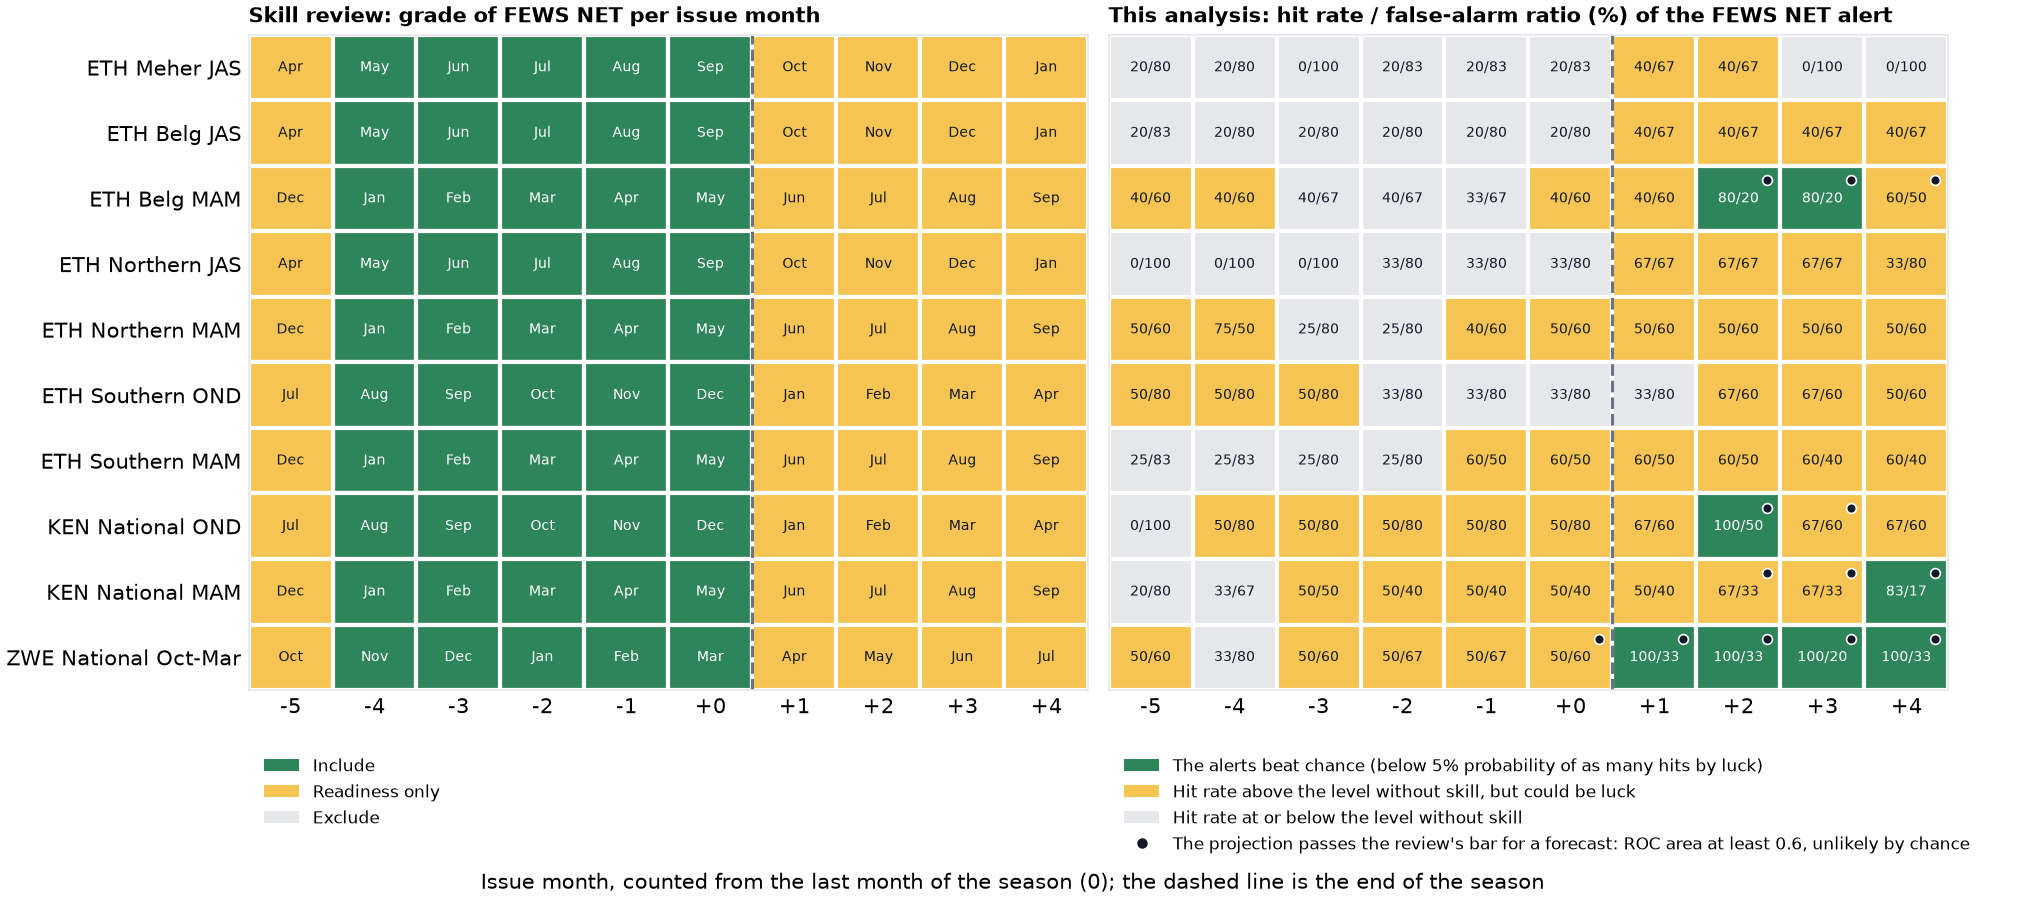 Skill review: grade of FEWS NET per issue month
This analysis: hit rate / false-alarm ratio (%) of the FEWS NET alert
ETH Meher JAS Apr May Jun Jul Aug Sep Oct Nov Dec Jan 20/80 20/80 0/100 20/83 20/83 20/83 40/67 40/67 0/100 0/100
ETH Belg JAS Apr May Jun Jul Aug Sep Oct Nov Dec Jan 20/83 20/80 20/80 20/80 20/80 20/80 40/67 40/67 40/67 40/67
ETH Belg MAM Dec Jan Feb Mar Apr May Jun Jul Aug Sep 40/60 40/60 40/67 40/67 33/67 40/60 40/60 80/20 80/20 60/50
ETH Northern JAS Apr May Jun Jul Aug Sep Oct Nov Dec Jan 0/100 0/100 0/100 33/80 33/80 33/80 67/67 67/67 67/67 33/80
ETH Northern MAM Dec Jan Feb Mar Apr May Jun Jul Aug Sep 50/60 75/50 25/80 25/80 40/60 50/60 50/60 50/60 50/60 50/60
ETH Southern OND Jul Aug Sep Oct Nov Dec Jan Feb Mar Apr 50/80 50/80 50/80 33/80 33/80 33/80 33/80 67/60 67/60 50/60
ETH Southern MAM Dec Jan Feb Mar Apr May Jun Jul Aug Sep 25/83 25/83 25/80 25/80 60/50 60/50 60/50 60/50 60/40 60/40
KEN National OND Jul Aug Sep Oct Nov Dec Jan Feb Mar Apr 0/100 50/80 50/80 50/80 50/80 50/80 67/60 100/50 67/60 67/60
KEN National MAM Dec Jan Feb Mar Apr May Jun Jul Aug Sep 20/80 33/67 50/50 50/40 50/40 50/40 50/40 67/33 67/33 83/17
ZWE National Oct-Mar Oct Nov Dec Jan Feb Mar Apr May Jun Jul 50/60 33/80 50/60 50/67 50/67 50/60 100/33 100/33 100/20 100/33
-5 -4 -3 -2 -1 +0 +1 +2 +3 +4 -5 -4 -3 -2 -1 +0 +1 +2 +3 +4
Include
Readiness only
Exclude
The alerts beat chance (below 5% probability of as many hits by luck)
Hit rate above the level without skill, but could be luck
Hit rate at or below the level without skill
The projection passes the review's bar for a forecast: ROC area at least 0.6, unlikely by chance
Issue month, counted from the last month of the season (0); the dashed line is the end of the season